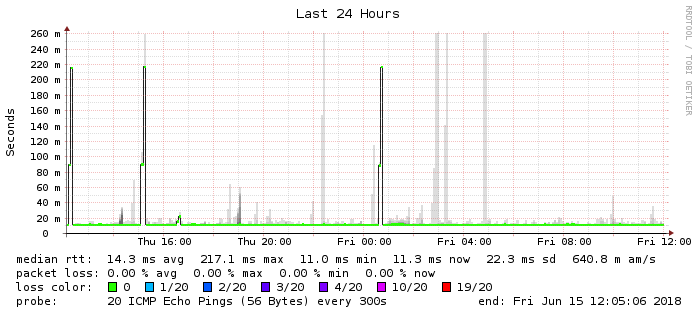 Last 24 Hours
RRDTOOL / TOBI OETIKER
Seconds
260 m
240 m
220 m
200 m
180 m
160 m
140 m
120 m
100 m
80 m
60 m
40 m
20 m
0
Thu 16:00 Thu 20:00 Fri 00:00 Fri 04:00 Fri 08:00 Fri 12:00
median rtt: 14.3 ms avg 217.1 ms max 11.0 ms min 11.3 ms now 22.3 ms sd 640.8 m am/s
packet loss: 0.00 % avg 0.00 % max 0.00 % min 0.00 % now
loss color: 0 1/20 2/20 3/20 4/20 10/20 19/20
probe: 20 ICMP Echo Pings (56 Bytes) every 300s end: Fri Jun 15 12:05:06 2018